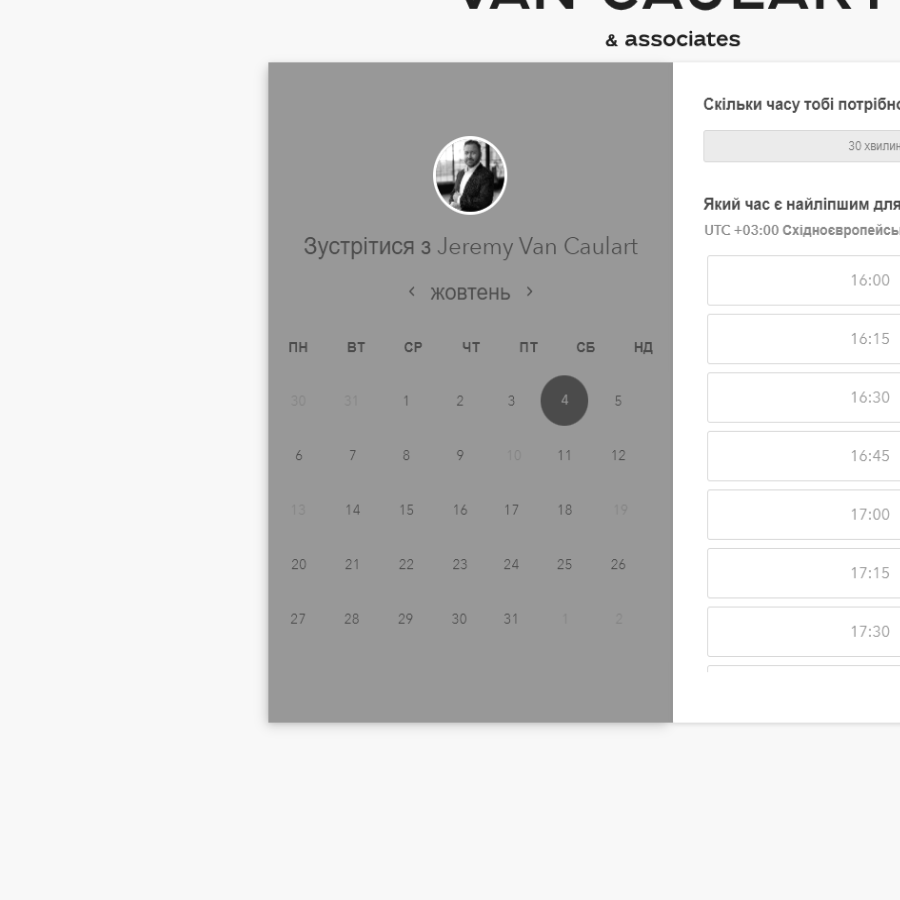 VAN CAULART
& associates
Зустрітися з Jeremy Van Caulart
жовтень
ПН ВТ СР ЧТ ПТ СБ НД
30 31 1 2 3 4 5
6 7 8 9 10 11 12
13 14 15 16 17 18 19
20 21 22 23 24 25 26
27 28 29 30 31 1 2
Скільки часу тобі потрібно
30 хвилин
Який час є найліпшим для
UTC +03:00 Східноєвропейсь
16:00
16:15
16:30
16:45
17:00
17:15
17:30